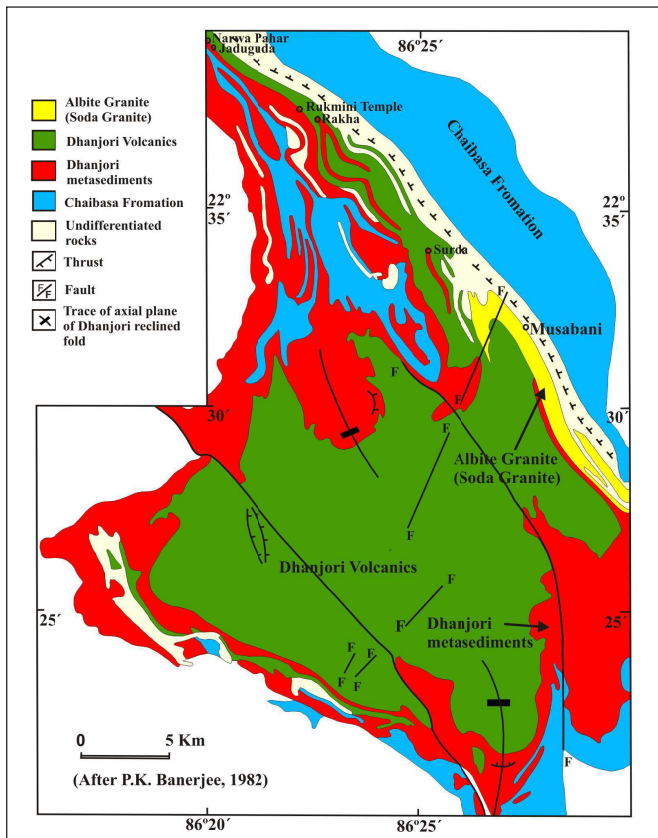 86º25´
Narwa Pahar
Jaduguda
Rukmini Temple
Rakha
Albite Granite
(Soda Granite)
Dhanjori Volcanics
Dhanjori
metasediments
Chaibasa Fromation
Undifferentiated
rocks
Thrust
F
F
Fault
Trace of axial plane
of Dhanjori reclined
fold
Chaibasa Fromation
22º
35´
22º
35´
Surda
F
Musabani
F
F
30´
30´
F
Albite Granite
(Soda Granite)
F
Dhanjori Volcanics
F
F
25´
25´
Dhanjori
metasediments
F
F
F
F
0
5 Km
(After P.K. Banerjee, 1982)
F
86º20´
86º25´